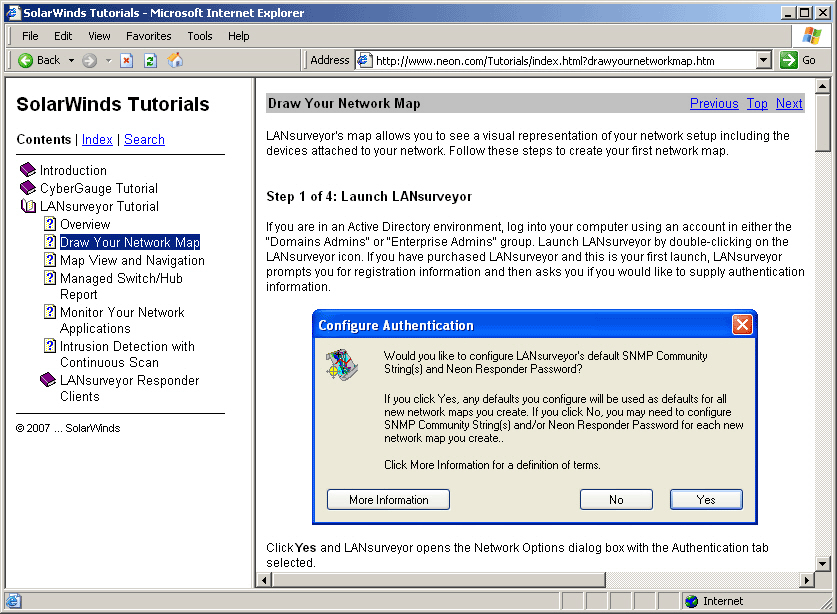 SolarWinds Tutorials - Microsoft Internet Explorer
File Edit View Favorites Tools Help
Back
Address http://www.neon.com/Tutorials/index.html?drawyournetworkmap.htm Go
SolarWinds Tutorials
Contents | Index | Search
Introduction
CyberGauge Tutorial
LANsurveyor Tutorial
Overview
Draw Your Network Map
Map View and Navigation
Managed Switch/Hub
Report
Monitor Your Network
Applications
Intrusion Detection with
Continuous Scan
LANsurveyor Responder
Clients
© 2007 ... SolarWinds
Draw Your Network Map Previous Top Next
LANsurveyor's map allows you to see a visual representation of your network setup including the
devices attached to your network. Follow these steps to create your first network map.
Step 1 of 4: Launch LANsurveyor
If you are in an Active Directory environment, log into your computer using an account in either the
"Domains Admins" or "Enterprise Admins" group. Launch LANsurveyor by double-clicking on the
LANsurveyor icon. If you have purchased LANsurveyor and this is your first launch, LANsurveyor
prompts you for registration information and then asks you if you would like to supply authentication
information.
Configure Authentication
Would you like to configure LANsurveyor's default SNMP Community
String(s) and Neon Responder Password?
If you click Yes, any defaults you configure will be used as defaults for all
new network maps you create. If you click No, you may need to configure
SNMP Community String(s) and/or Neon Responder Password for each new
network map you create..
Click More Information for a definition of terms.
More Information No Yes
Click Yes and LANsurveyor opens the Network Options dialog box with the Authentication tab
selected.
Internet